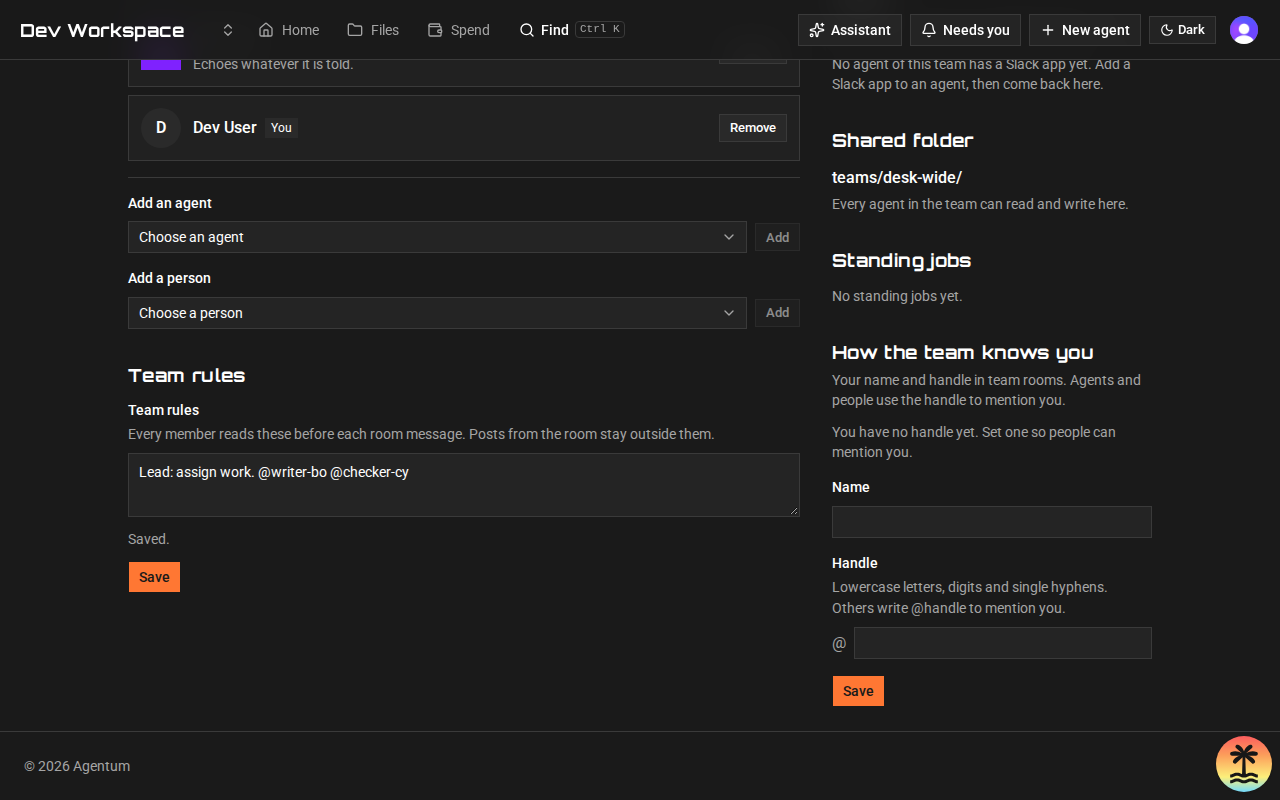 Dev Workspace
Home
Files
Spend
Find
Ctrl K
Assistant
Needs you
New agent
Dark
Echoes whatever it is told.
D
Dev User
You
Remove
Add an agent
Choose an agent
Add
Add a person
Choose a person
Add
Team rules
Team rules
Every member reads these before each room message. Posts from the room stay outside them.
Lead: assign work. @writer-bo @checker-cy
Saved.
Save
No agent of this team has a Slack app yet. Add a
Slack app to an agent, then come back here.
Shared folder
teams/desk-wide/
Every agent in the team can read and write here.
Standing jobs
No standing jobs yet.
How the team knows you
Your name and handle in team rooms. Agents and
people use the handle to mention you.
You have no handle yet. Set one so people can
mention you.
Name
Handle
Lowercase letters, digits and single hyphens.
Others write @handle to mention you.
@
Save
© 2026 Agentum